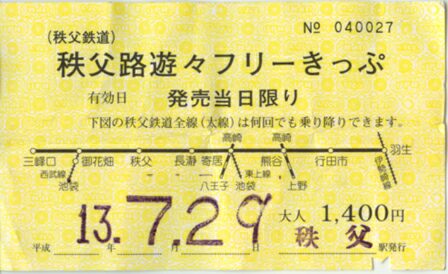 (秩父鉄道)
№ 040027
秩父路遊々フリーきっぷ
有効日 発売当日限り
下図の秩父鉄道全線(太線)は何回でも乗り降りできます。
高崎 高崎
三峰口 御花畑 秩父 長瀞 寄居 熊谷 行田市 羽生
西武線 池袋 八王子 東上線 池袋 上野 伊勢崎線
13.7.29 大人 1,400円
平成 年 月 日 秩父 駅発行